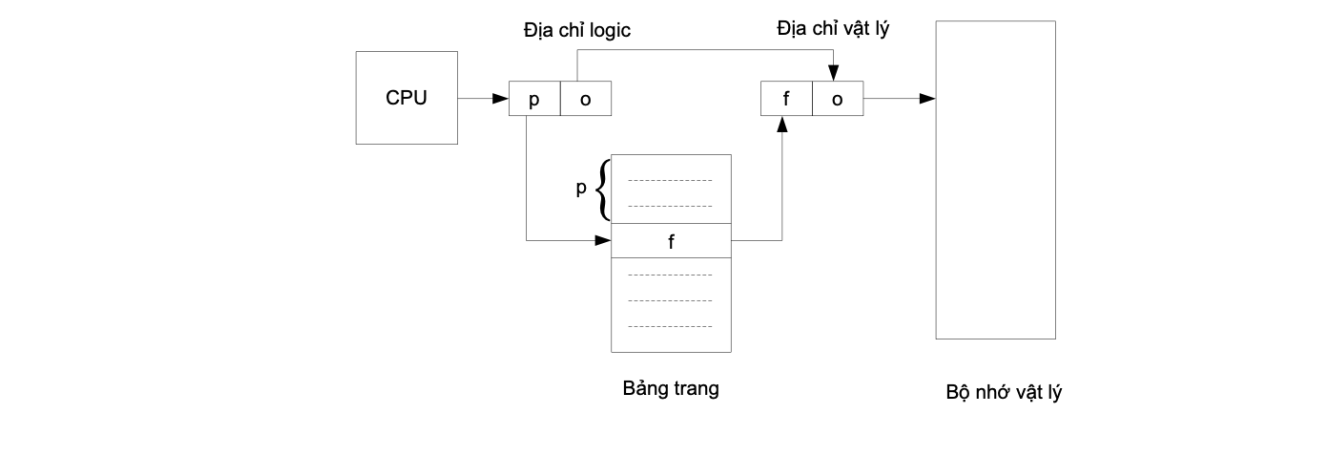 Địa chỉ logic
Địa chỉ vật lý
CPU
p
o
f
o
p
f
Bảng trang
Bộ nhớ vật lý